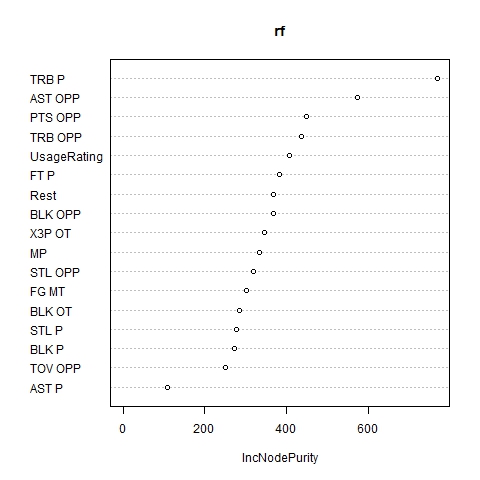 rf
TRB P
AST OPP
PTS OPP
TRB OPP
UsageRating
FT P
Rest
BLK OPP
X3P OT
MP
STL OPP
FG MT
BLK OT
STL P
BLK P
TOV OPP
AST P
0 200 400 600
IncNodePurity